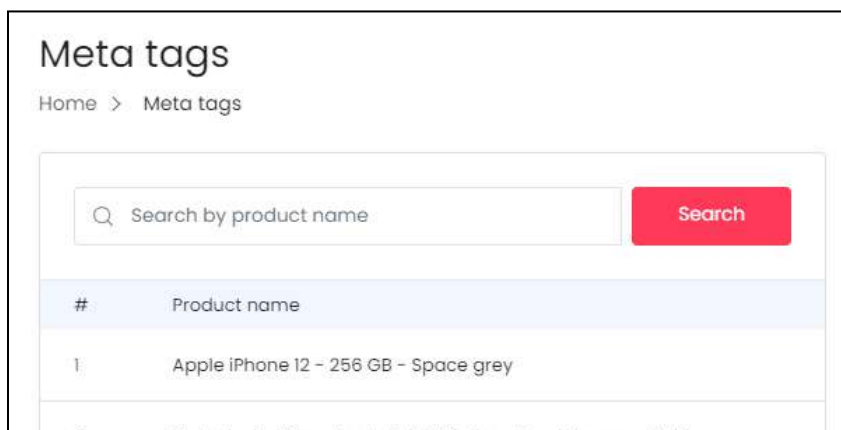 Meta tags
Home > Meta tags
Search by product name
Search
# Product name
1 Apple iPhone 12 - 256 GB - Space grey